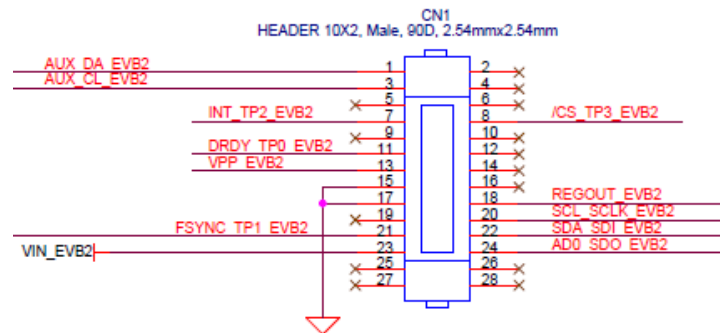 CN1
HEADER 10X2, Male, 90D, 2.54mmx2.54mm
AUX_DA_EVB2 1 2
AUX_CL_EVB2 3 4
5 6
INT_TP2_EVB2 7 8 /CS_TP3_EVB2
9 10
DRDY_TP0_EVB2 11 12
VPP_EVB2 13 14
15 16
17 18 REGOUT_EVB2
19 20 SCL_SCLK_EVB2
FSYNC_TP1_EVB2 21 22 SDA_SDI_EVB2
VIN_EVB2 23 24 AD0_SDO_EVB2
25 26
27 28